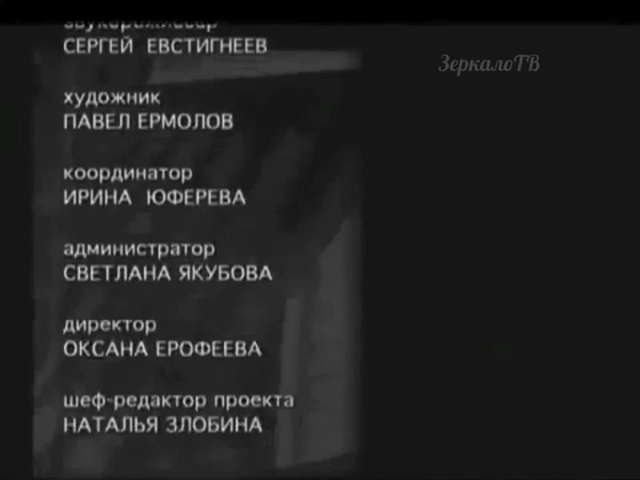 звукорежиссёр
СЕРГЕЙ ЕВСТИГНЕЕВ
ЗеркалоТВ
художник
ПАВЕЛ ЕРМОЛОВ
координатор
ИРИНА ЮФЕРЕВА
администратор
СВЕТЛАНА ЯКУБОВА
директор
ОКСАНА ЕРОФЕЕВА
шеф-редактор проекта
НАТАЛЬЯ ЗЛОБИНА